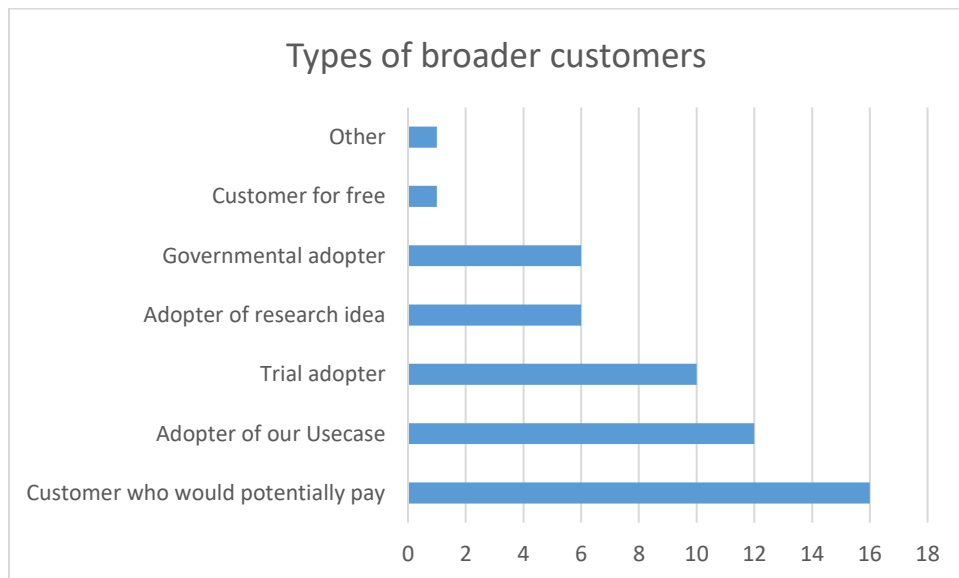 Types of broader customers
Other
Customer for free
Governmental adopter
Adopter of research idea
Trial adopter
Adopter of our Usecase
Customer who would potentially pay
0 2 4 6 8 10 12 14 16 18